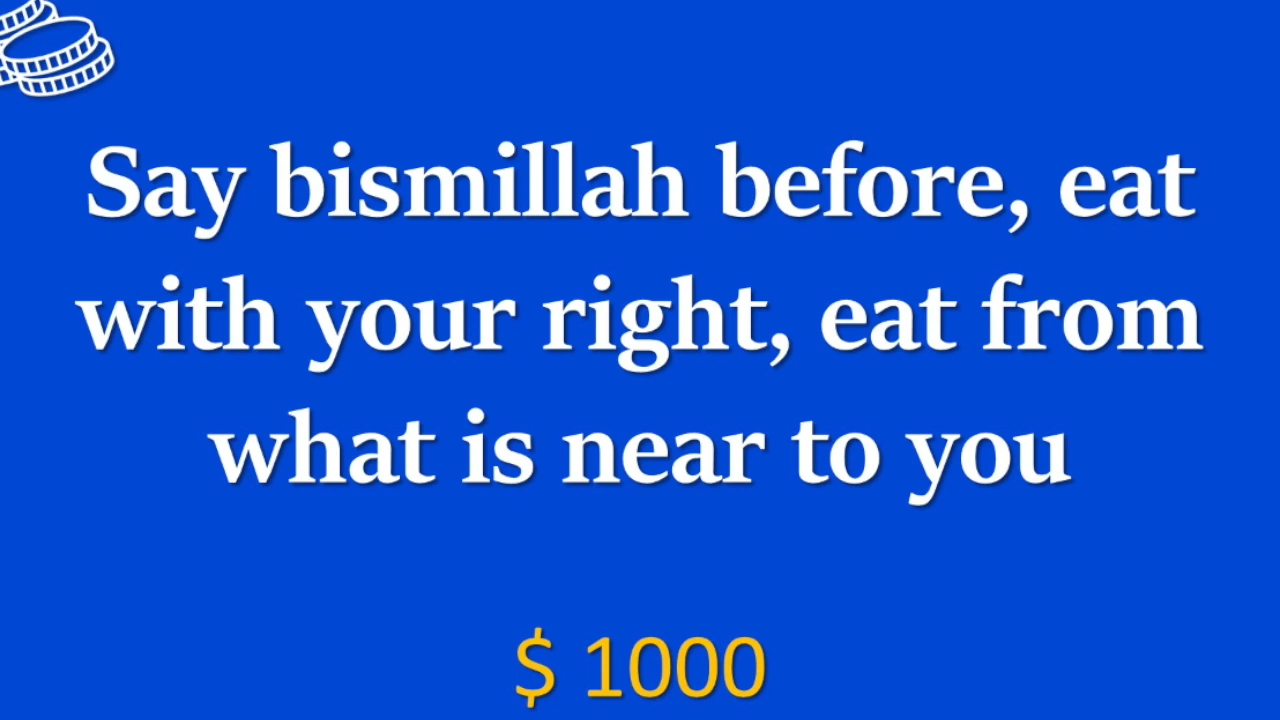 Say bismillah before, eat
with your right, eat from
what is near to you
$ 1000